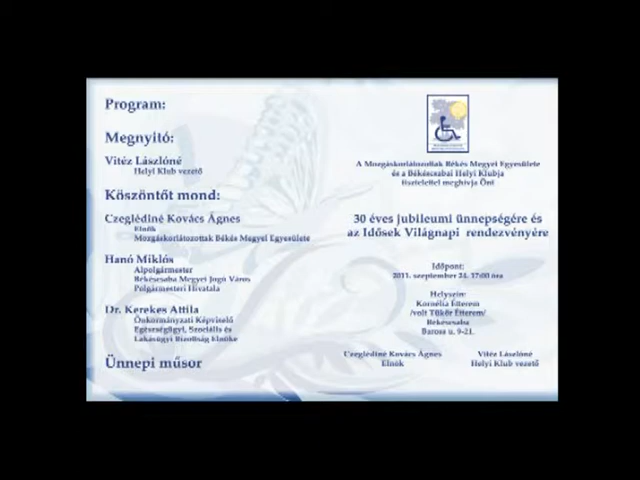 Program:
Megnyitó:
Vitéz Lászlóné
Helyi Klub vezető
Köszöntőt mond:
Czeglédiné Kovács Ágnes
Elnök
Mozgáskorlátozottak Békés Megyei Egyesülete
Hanó Miklós
Alpolgármester
Békéscsaba Megyei Jogú Város
Polgármesteri Hivatala
Dr. Kerekes Attila
Önkormányzati Képviselő
Egészségügyi, Szociális és
Lakásügyi Bizottság Elnöke
Ünnepi műsor
A Mozgáskorlátozottak Békés Megyei Egyesülete
és a Békéscsabai Helyi Klubja
tisztelettel meghívja Önt
30 éves jubileumi ünnepségére és
az Idősek Világnapi rendezvényére
Időpont:
2011. szeptember 24. 17:00 óra
Helyszín:
Kornélia Étterem
/volt Tükör Étterem/
Békéscsaba
Baross u. 9-21.
Czeglédiné Kovács Ágnes
Elnök
Vitéz Lászlóné
Helyi Klub vezető